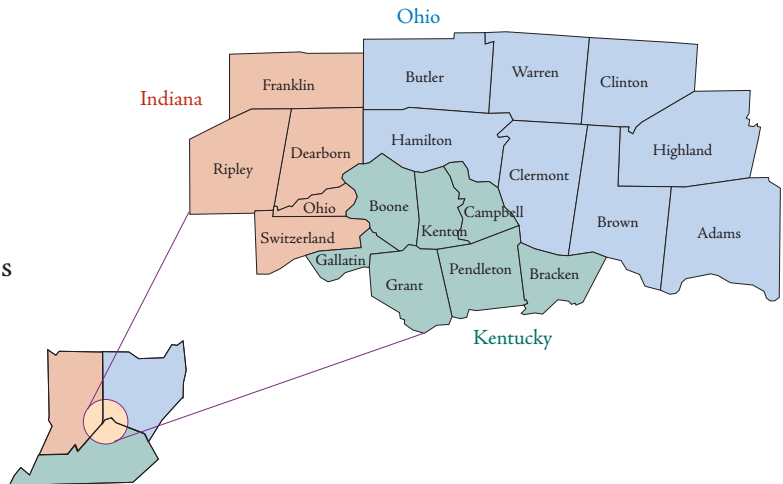 Ohio
Indiana
Franklin
Butler
Warren
Clinton
Ripley
Dearborn
Hamilton
Highland
Clermont
Ohio
Boone
Kenton
Campbell
Brown
Adams
Switzerland
Gallatin
Grant
Pendleton
Bracken
s
Kentucky